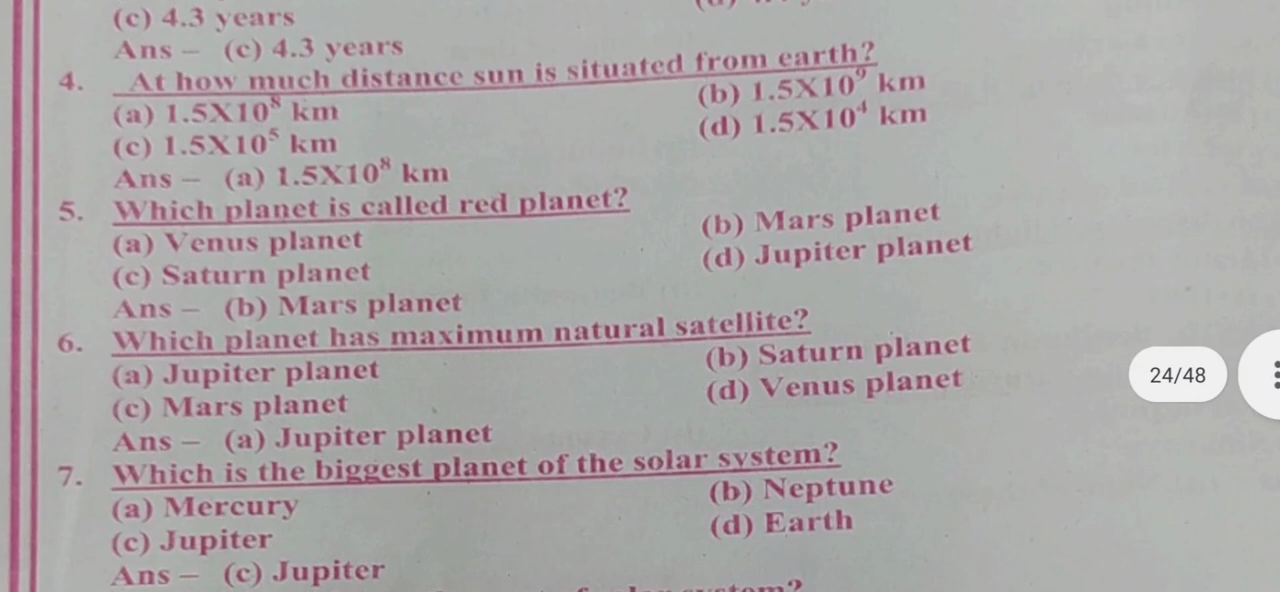 (c) 4.3 years
Ans – (c) 4.3 years
4. At how much distance sun is situated from earth?
(a) 1.5X10⁸ km (b) 1.5X10⁹ km
(c) 1.5X10⁵ km (d) 1.5X10⁴ km
Ans – (a) 1.5X10⁸ km
5. Which planet is called red planet?
(a) Venus planet (b) Mars planet
(c) Saturn planet (d) Jupiter planet
Ans – (b) Mars planet
6. Which planet has maximum natural satellite?
(a) Jupiter planet (b) Saturn planet
(c) Mars planet (d) Venus planet
Ans – (a) Jupiter planet
24/48
7. Which is the biggest planet of the solar system?
(a) Mercury (b) Neptune
(c) Jupiter (d) Earth
Ans – (c) Jupiter